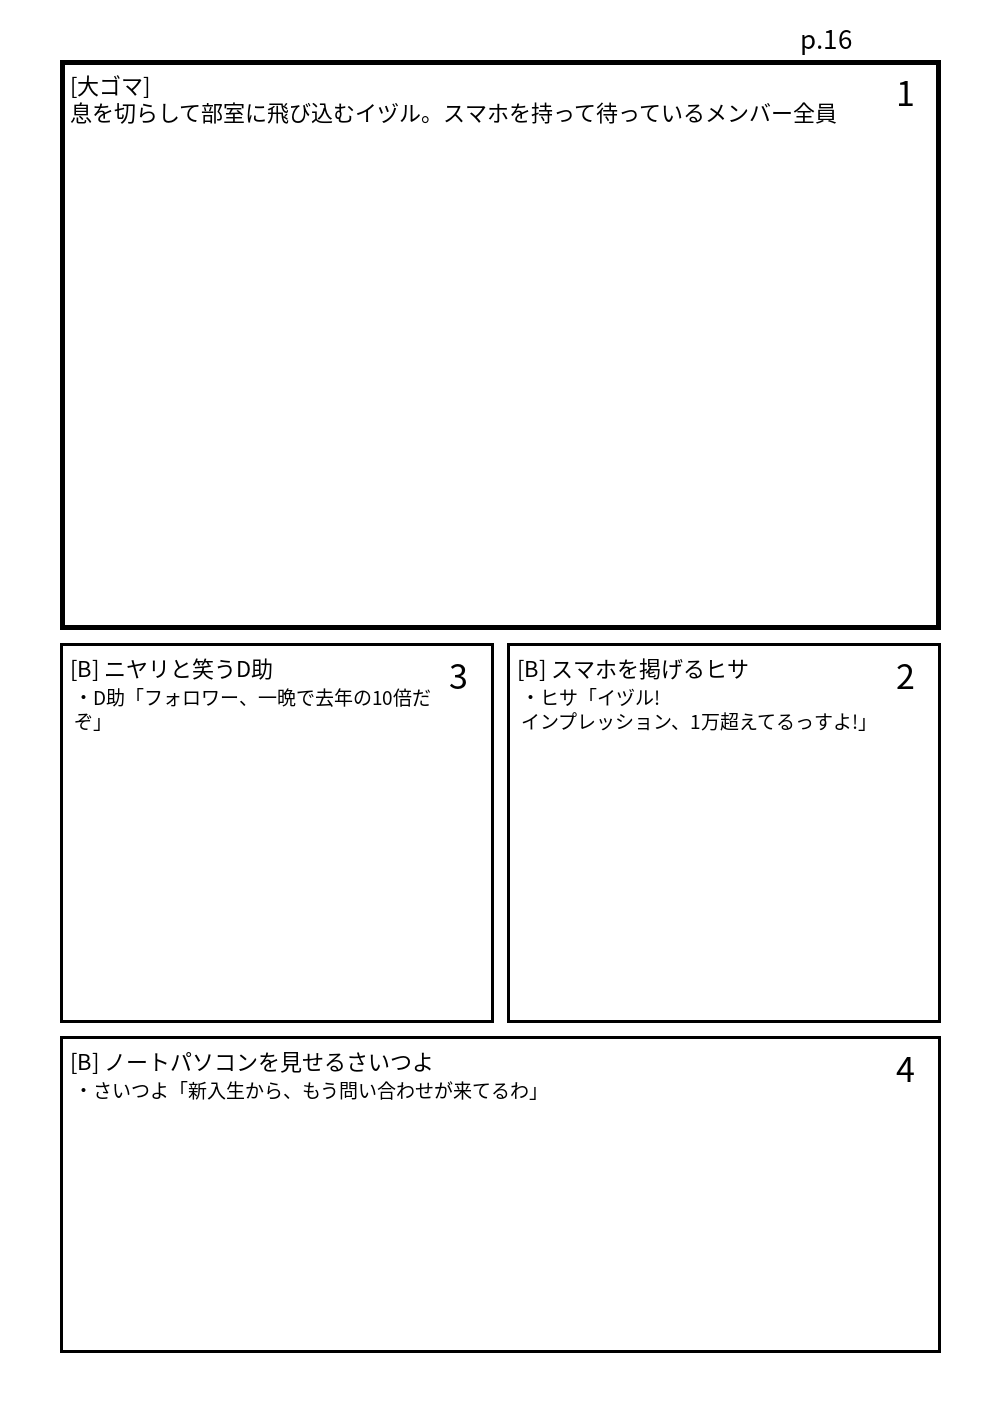 p.16
1
[大ゴマ]
息を切らして部室に飛び込むイヅル。スマホを持って待っているメンバー全員
2
[B] スマホを掲げるヒサ
・ヒサ「イヅル!
インプレッション、1万超えてるっすよ!」
3
[B] ニヤリと笑うD助
・D助「フォロワー、一晩で去年の10倍だ
ぞ」
4
[B] ノートパソコンを見せるさいつよ
・さいつよ「新入生から、もう問い合わせが来てるわ」